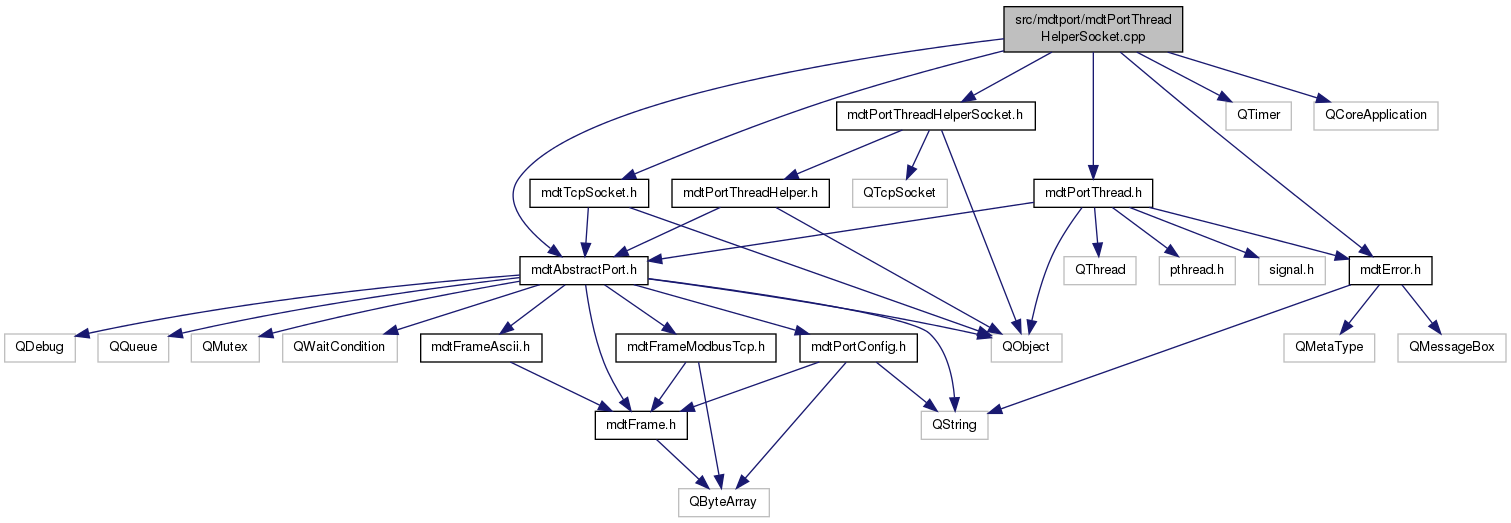 src/mdtport/mdtPortThread
HelperSocket.cpp
mdtPortThreadHelperSocket.h
QTimer
QCoreApplication
mdtTcpSocket.h
mdtPortThreadHelper.h
QTcpSocket
mdtPortThread.h
mdtAbstractPort.h
QThread
pthread.h
signal.h
mdtError.h
QDebug
QQueue
QMutex
QWaitCondition
mdtFrameAscii.h
mdtFrameModbusTcp.h
mdtPortConfig.h
QObject
QMetaType
QMessageBox
mdtFrame.h
QString
QByteArray